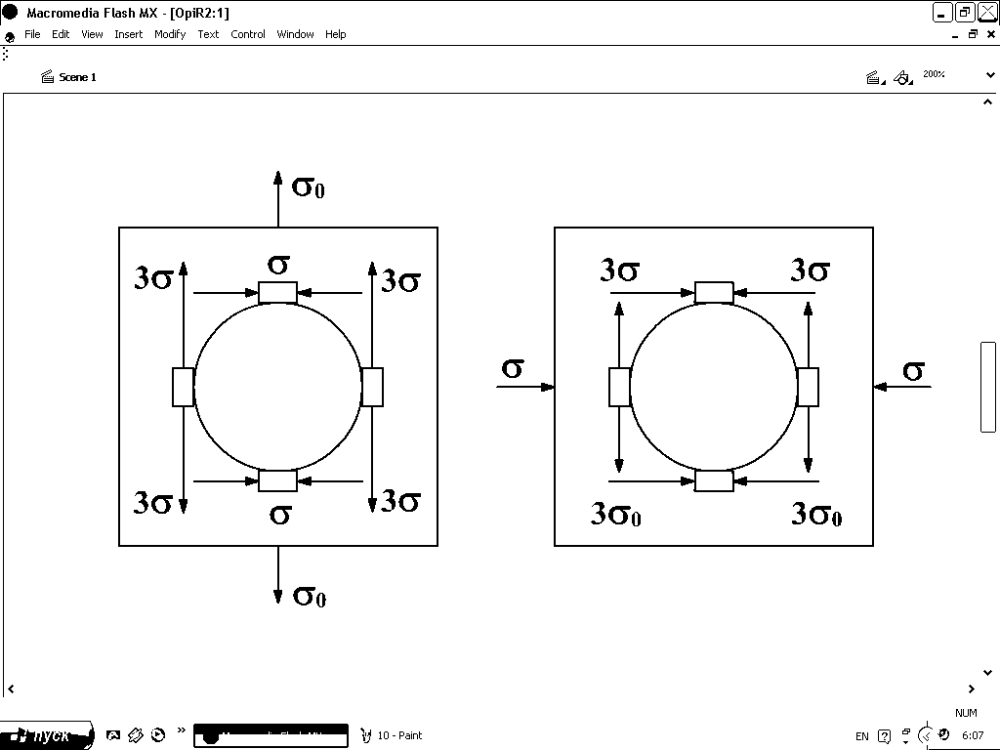 Macromedia Flash MX - [OpiR2:1]
File Edit View Insert Modify Text Control Window Help
Scene 1
200%
σ0
3σ σ 3σ
3σ σ 3σ
σ0
3σ 3σ
σ σ
3σ0 3σ0
NUM
пуск
10 - Paint
EN
6:07